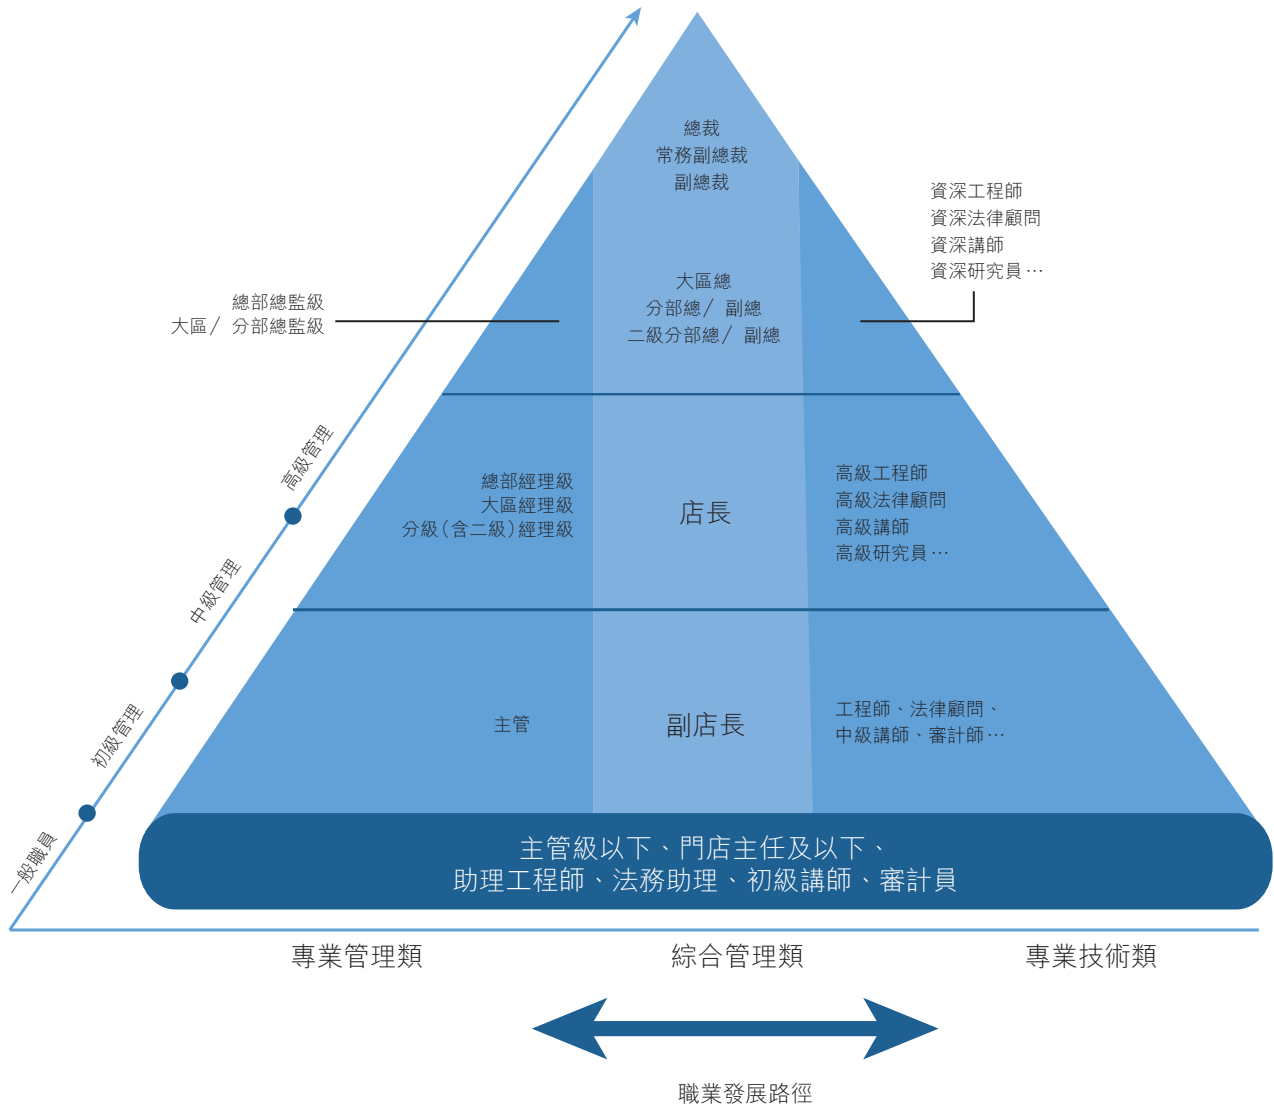 總裁
常務副總裁
副總裁
資深工程師
資深法律顧問
資深講師
資深研究員…
大區總
分部總/ 副總
二級分部總/ 副總
總部總監級
大區/ 分部總監級
高級管理
總部經理級
大區經理級
分級(含二級)經理級
店長
高級工程師
高級法律顧問
高級講師
高級研究員…
中級管理
初級管理
主管
副店長
工程師、法律顧問、
中級講師、審計師…
一般職員
主管級以下、門店主任及以下、
助理工程師、法務助理、初級講師、審計員
專業管理類
綜合管理類
專業技術類
職業發展路徑